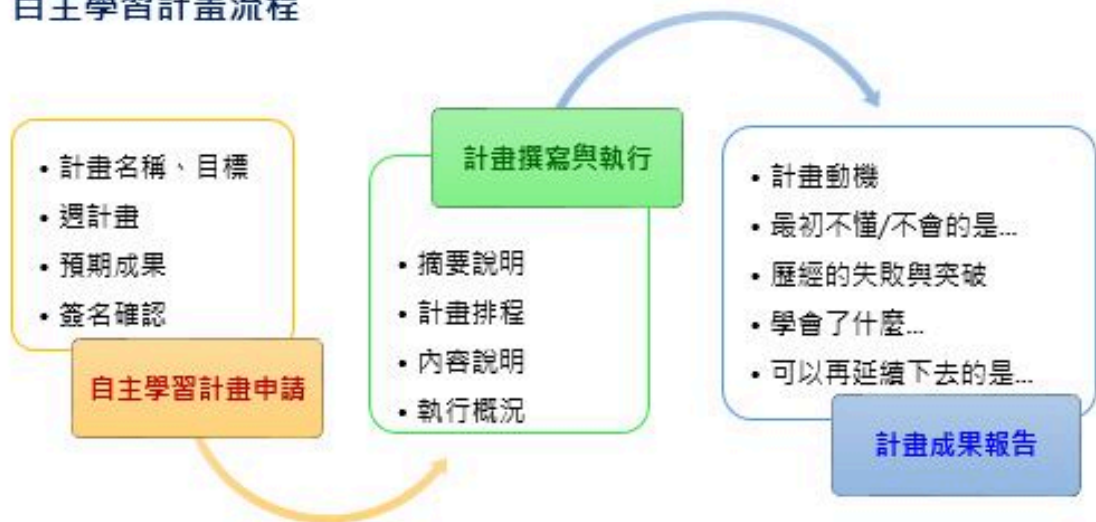 自主學習計畫流程
• 計畫名稱、目標
• 週計畫
• 預期成果
• 簽名確認
自主學習計畫申請
計畫撰寫與執行
• 摘要說明
• 計畫排程
• 內容說明
• 執行概況
• 計畫動機
• 最初不懂/不會的是...
• 歷經的失敗與突破
• 學會了什麼...
• 可以再延續下去的是...
計畫成果報告